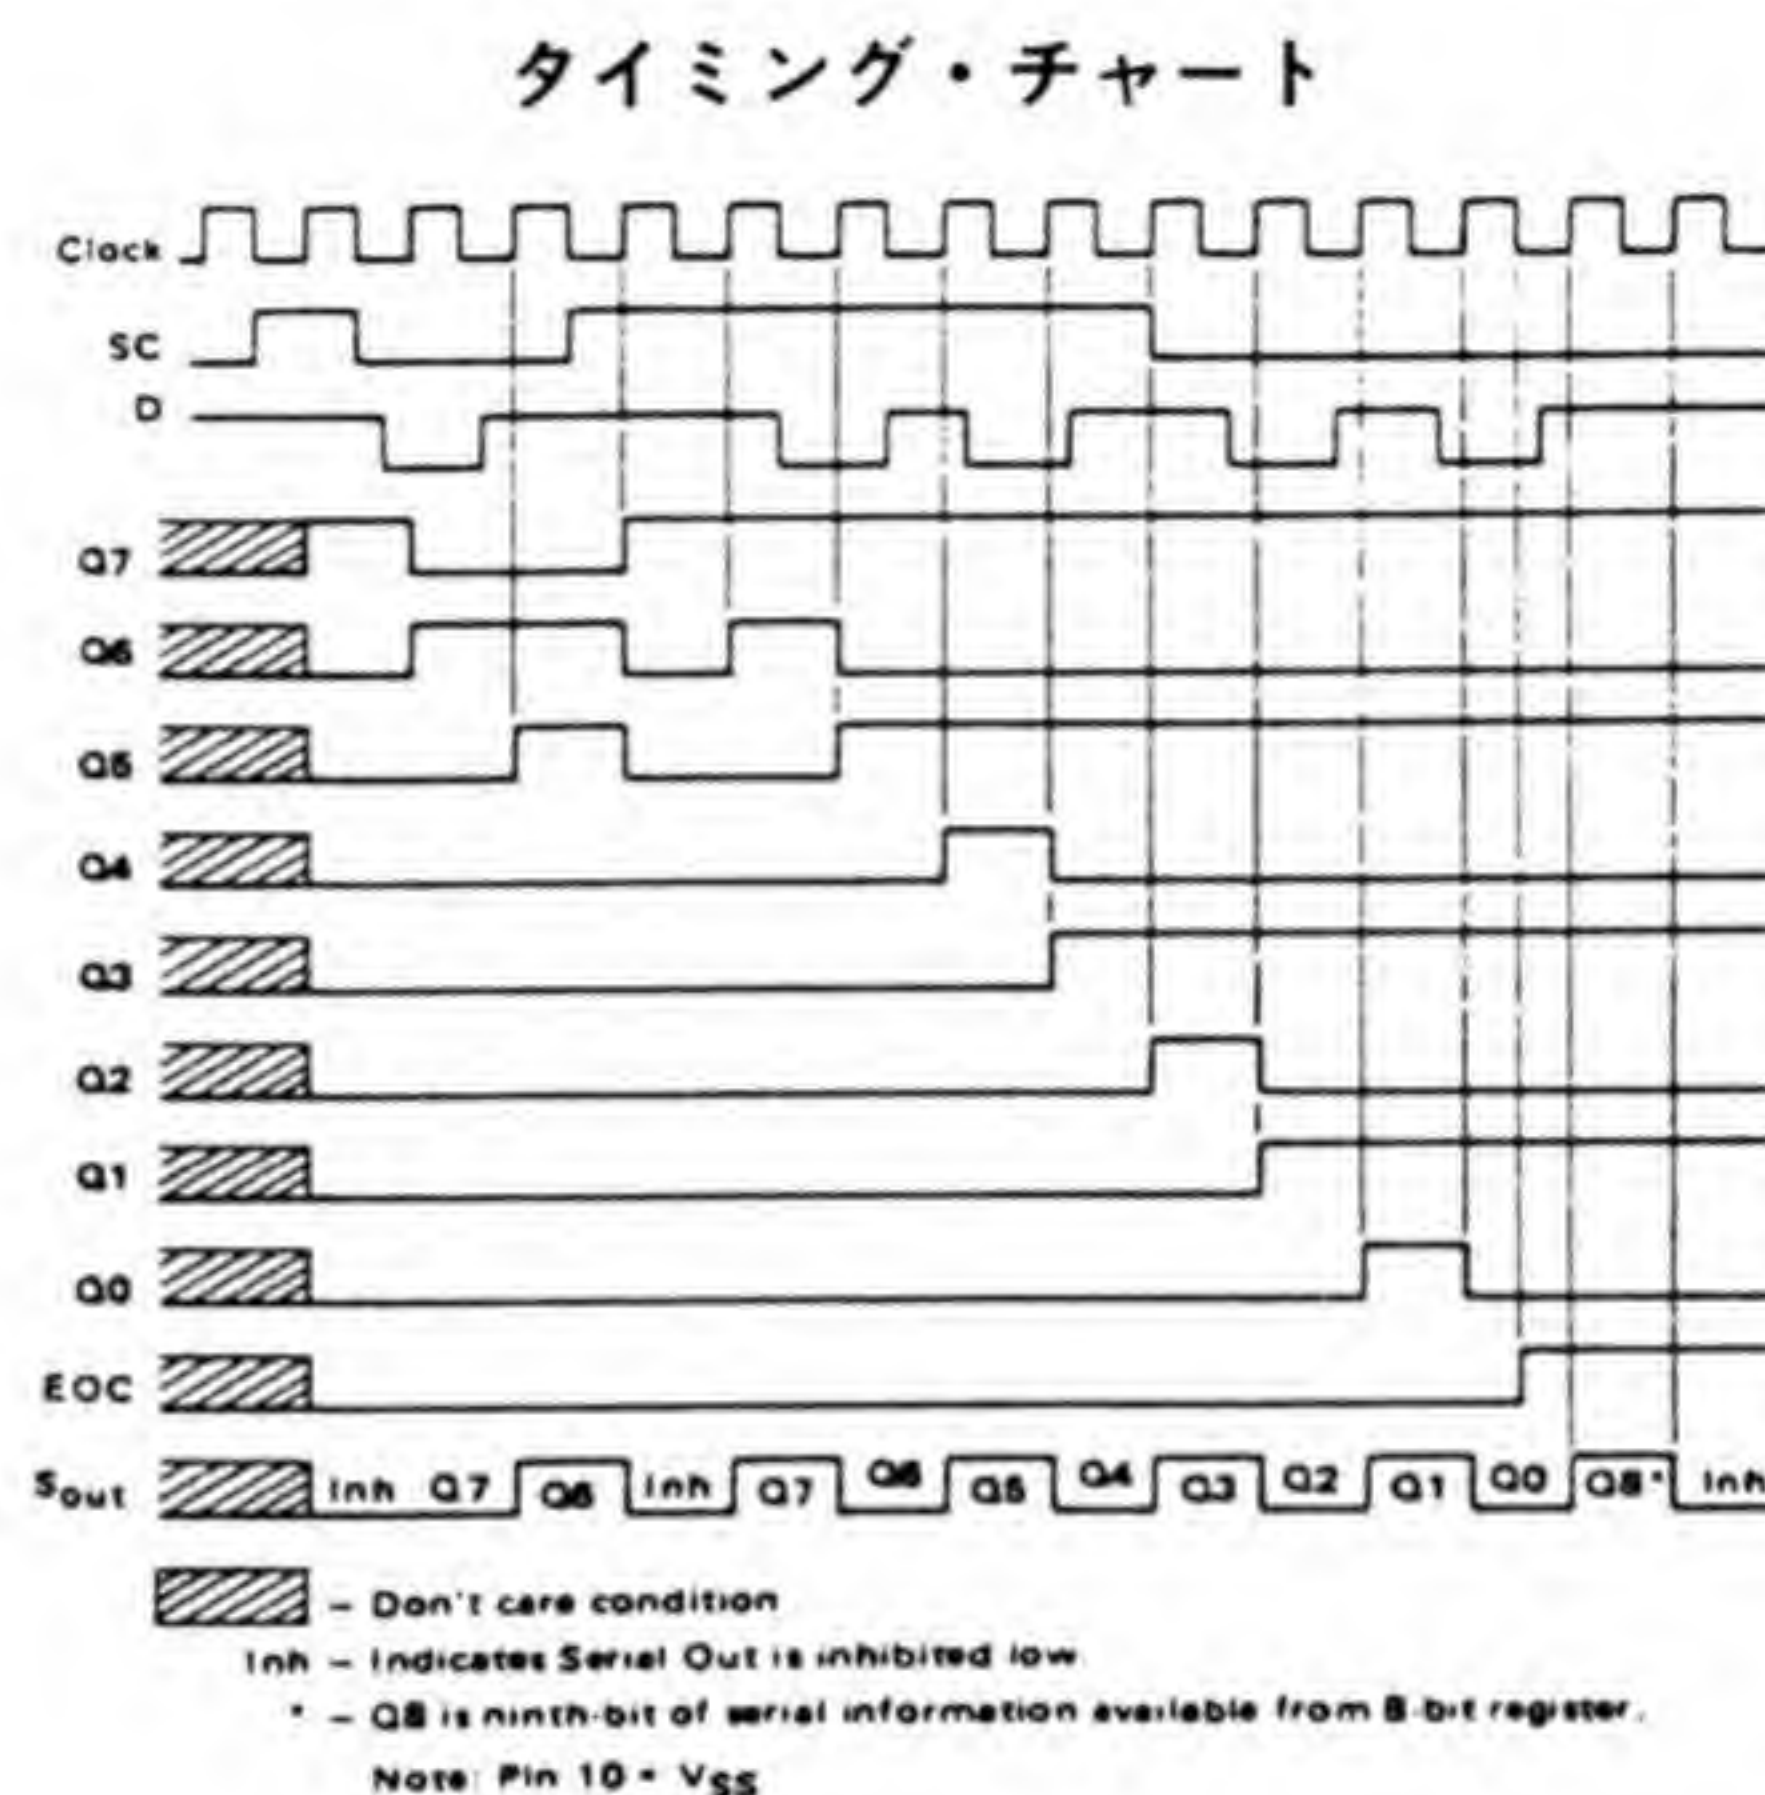 タイミング・チャート
Clock
SC
D
Q7
Q6
Q5
Q4
Q3
Q2
Q1
Q0
EOC
Sout Inh Q7 Q6 Inh Q7 Q6 Q5 Q4 Q3 Q2 Q1 Q0 Q8* Inh
– Don't care condition
Inh – Indicates Serial Out is inhibited low.
* – Q8 is ninth-bit of serial information available from 8-bit register.
Note: Pin 10 = VSS